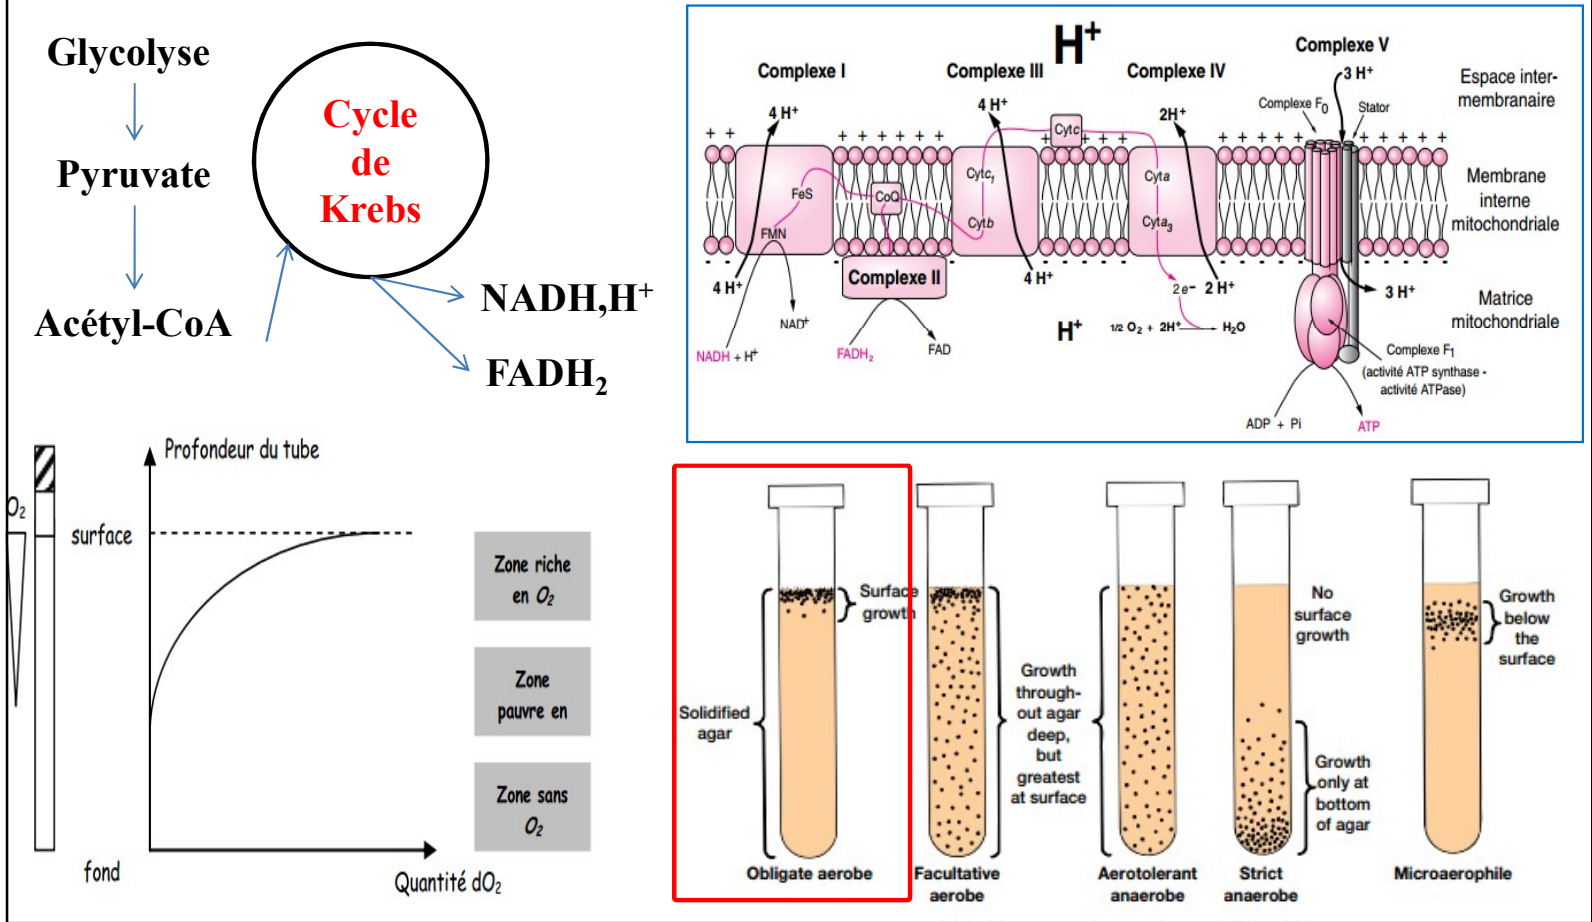 Glycolyse
Pyruvate
Acétyl-CoA
Cycle
de
Krebs
NADH,H⁺
FADH₂
H⁺
Complexe I
Complexe III
Complexe IV
Complexe V
3 H⁺
Espace inter-
membranaire
Complexe F₀
Stator
4 H⁺
4 H⁺
2H⁺
Cytc
+ +
+ + + + + +
+ + + + +
+ + + + + +
+ +
FeS
CoQ
Cytc₁
Cyta
FMN
Cytb
Cyta₃
Membrane
interne
mitochondriale
Complexe II
4 H⁺
4 H⁺
2e- 2 H⁺
3 H⁺
NAD⁺
H⁺
1/2 O₂ + 2H⁺
H₂O
Matrice
mitochondriale
NADH + H⁺
FADH₂
FAD
Complexe F₁
(activité ATP synthase -
activité ATPase)
ADP + Pi
ATP
Profondeur du tube
O₂
surface
fond
Quantité dO₂
Zone riche
en O₂
Zone
pauvre en
Zone sans
O₂
Surface
growth
Solidified
agar
Obligate aerobe
Growth
through-
out agar
deep,
but
greatest
at surface
Facultative
aerobe
Aerotolerant
anaerobe
No
surface
growth
Growth
only at
bottom
of agar
Strict
anaerobe
Growth
below
the
surface
Microaerophile